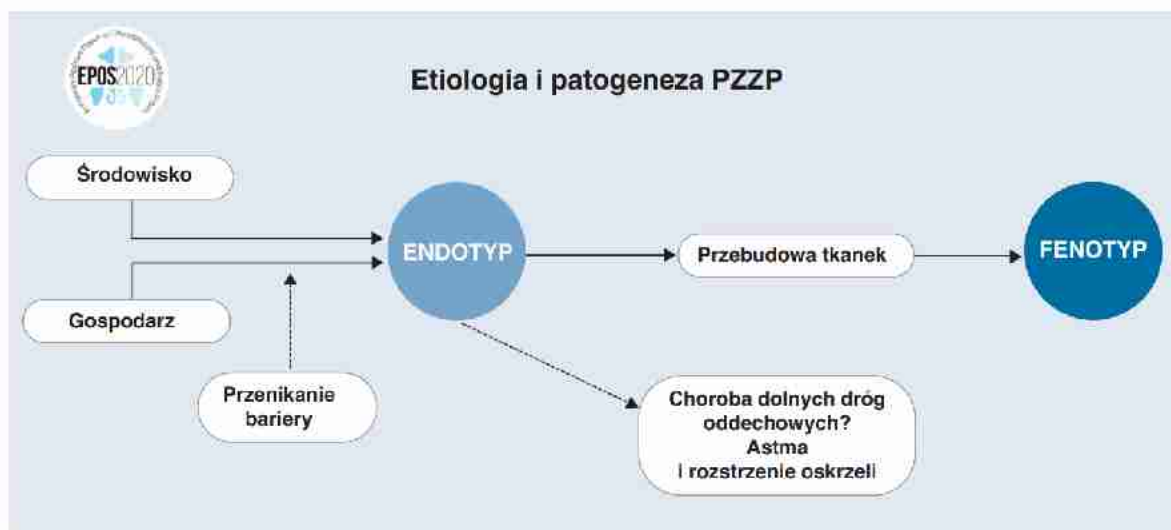 EPOS2020
Etiologia i patogeneza PZZP
Środowisko
ENDOTYP
Przebudowa tkanek
FENOTYP
Gospodarz
Przenikanie
bariery
Choroba dolnych dróg
oddechowych?
Astma
i rozstrzenie oskrzeli